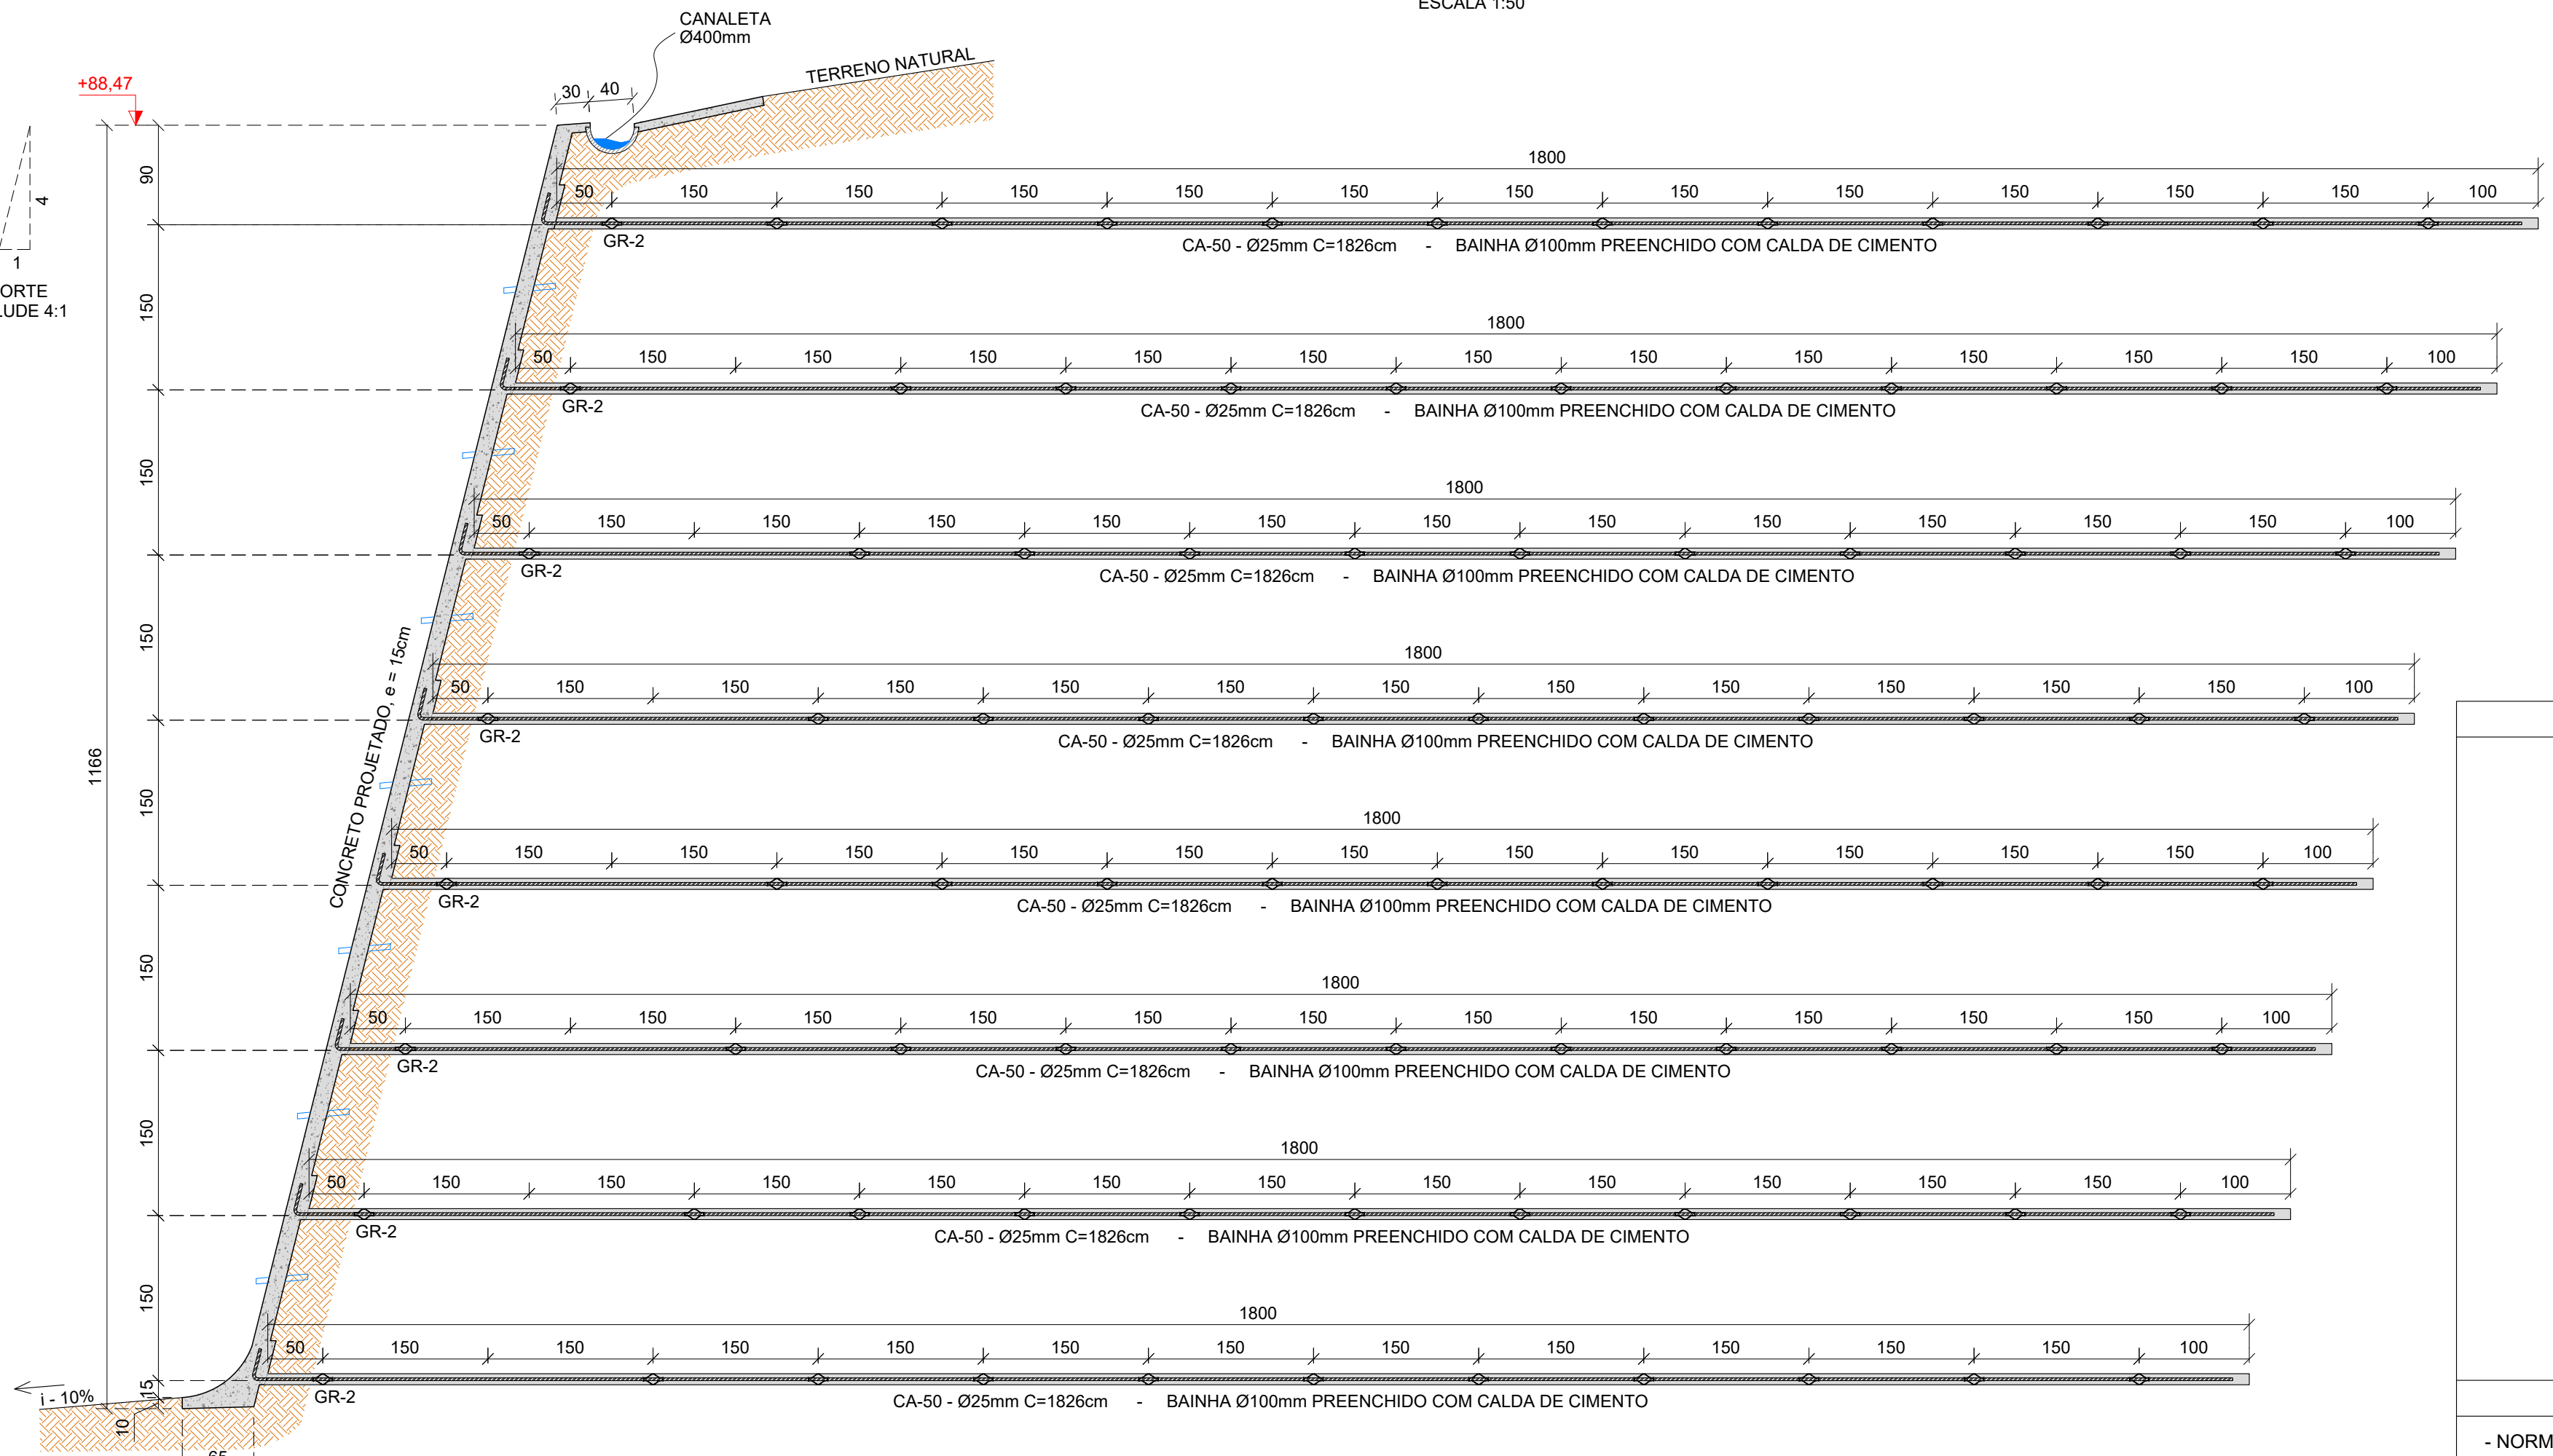 ESCALA 1:50
CANALETA
Ø400mm
TERRENO NATURAL
+88,47
30 40
4
1
LUDE 4:1
90
1800
50 150 150 150 150 150 150 150 150 150 150 150 100
GR-2
CA-50 - Ø25mm C=1826cm - BAINHA Ø100mm PREENCHIDO COM CALDA DE CIMENTO
150
1800
50 150 150 150 150 150 150 150 150 150 150 150 100
GR-2
CA-50 - Ø25mm C=1826cm - BAINHA Ø100mm PREENCHIDO COM CALDA DE CIMENTO
150
1800
50 150 150 150 150 150 150 150 150 150 150 150 100
GR-2
CA-50 - Ø25mm C=1826cm - BAINHA Ø100mm PREENCHIDO COM CALDA DE CIMENTO
150
CONCRETO PROJETADO, e = 15cm
1800
50 150 150 150 150 150 150 150 150 150 150 150 100
GR-2
CA-50 - Ø25mm C=1826cm - BAINHA Ø100mm PREENCHIDO COM CALDA DE CIMENTO
1166
150
1800
50 150 150 150 150 150 150 150 150 150 150 150 100
GR-2
CA-50 - Ø25mm C=1826cm - BAINHA Ø100mm PREENCHIDO COM CALDA DE CIMENTO
150
1800
50 150 150 150 150 150 150 150 150 150 150 150 100
GR-2
CA-50 - Ø25mm C=1826cm - BAINHA Ø100mm PREENCHIDO COM CALDA DE CIMENTO
150
1800
50 150 150 150 150 150 150 150 150 150 150 150 100
GR-2
CA-50 - Ø25mm C=1826cm - BAINHA Ø100mm PREENCHIDO COM CALDA DE CIMENTO
150
1800
50 150 150 150 150 150 150 150 150 150 150 150 100
GR-2
CA-50 - Ø25mm C=1826cm - BAINHA Ø100mm PREENCHIDO COM CALDA DE CIMENTO
15
i - 10%
10
65
- NORM